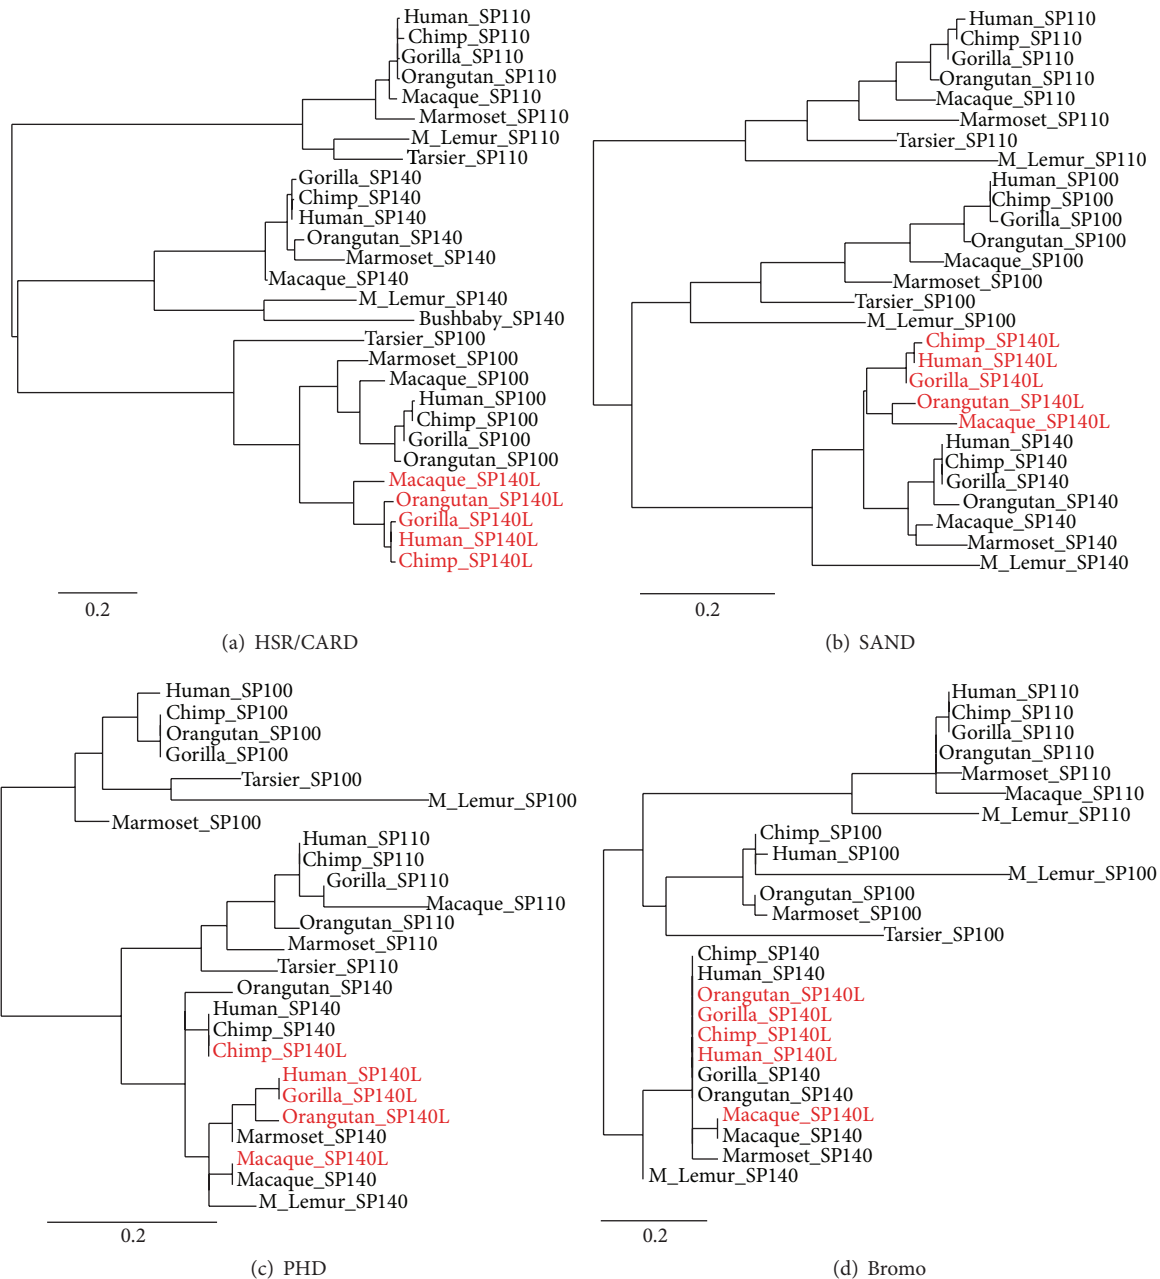 Human_SP110
Chimp_SP110
Gorilla_SP110
Orangutan_SP110
Macaque_SP110
Marmoset_SP110
M_Lemur_SP110
Tarsier_SP110
Gorilla_SP140
Chimp_SP140
Human_SP140
Orangutan_SP140
Marmoset_SP140
Macaque_SP140
M_Lemur_SP140
Bushbaby_SP140
Tarsier_SP100
Marmoset_SP100
Macaque_SP100
Human_SP100
Chimp_SP100
Gorilla_SP100
Orangutan_SP100
Macaque_SP140L
Orangutan_SP140L
Gorilla_SP140L
Human_SP140L
Chimp_SP140L
0.2
(a) HSR/CARD
Human_SP110
Chimp_SP110
Gorilla_SP110
Orangutan_SP110
Macaque_SP110
Marmoset_SP110
Tarsier_SP110
M_Lemur_SP110
Human_SP100
Chimp_SP100
Gorilla_SP100
Orangutan_SP100
Macaque_SP100
Marmoset_SP100
Tarsier_SP100
M_Lemur_SP100
Chimp_SP140L
Human_SP140L
Gorilla_SP140L
Orangutan_SP140L
Macaque_SP140L
Human_SP140
Chimp_SP140
Gorilla_SP140
Orangutan_SP140
Macaque_SP140
Marmoset_SP140
M_Lemur_SP140
0.2
(b) SAND
Human_SP100
Chimp_SP100
Orangutan_SP100
Gorilla_SP100
Tarsier_SP100
M_Lemur_SP100
Marmoset_SP100
Human_SP110
Chimp_SP110
Gorilla_SP110
Macaque_SP110
Orangutan_SP110
Marmoset_SP110
Tarsier_SP110
Orangutan_SP140
Human_SP140
Chimp_SP140
Chimp_SP140L
Human_SP140L
Gorilla_SP140L
Orangutan_SP140L
Marmoset_SP140
Macaque_SP140L
Macaque_SP140
M_Lemur_SP140
0.2
(c) PHD
Human_SP110
Chimp_SP110
Gorilla_SP110
Orangutan_SP110
Marmoset_SP110
Macaque_SP110
M_Lemur_SP110
Chimp_SP100
Human_SP100
M_Lemur_SP100
Orangutan_SP100
Marmoset_SP100
Tarsier_SP100
Chimp_SP140
Human_SP140
Orangutan_SP140L
Gorilla_SP140L
Chimp_SP140L
Human_SP140L
Gorilla_SP140
Orangutan_SP140
Macaque_SP140L
Macaque_SP140
Marmoset_SP140
M_Lemur_SP140
0.2
(d) Bromo